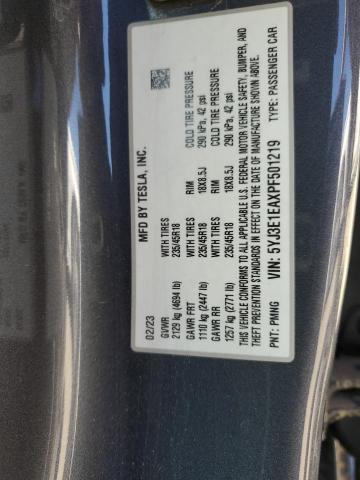 MFD BY TESLA, INC.
02/23
GVWR WITH TIRES RIM COLD TIRE PRESSURE
2129 kg (4694 lb) 235/45R18 18X8.5J 290 kPa, 42 psi
GAWR FRT WITH TIRES RIM COLD TIRE PRESSURE
1110 kg (2447 lb) 235/45R18 18X8.5J 290 kPa, 42 psi
GAWR RR
1257 kg (2771 lb)
THIS VEHICLE CONFORMS TO ALL APPLICABLE U.S. FEDERAL MOTOR VEHICLE SAFETY, BUMPER, AND
THEFT PREVENTION STANDARDS IN EFFECT ON THE DATE OF MANUFACTURE SHOWN ABOVE.
VIN: 5YJ3E1EAXPF501219
PNT: PMNG TYPE: PASSENGER CAR